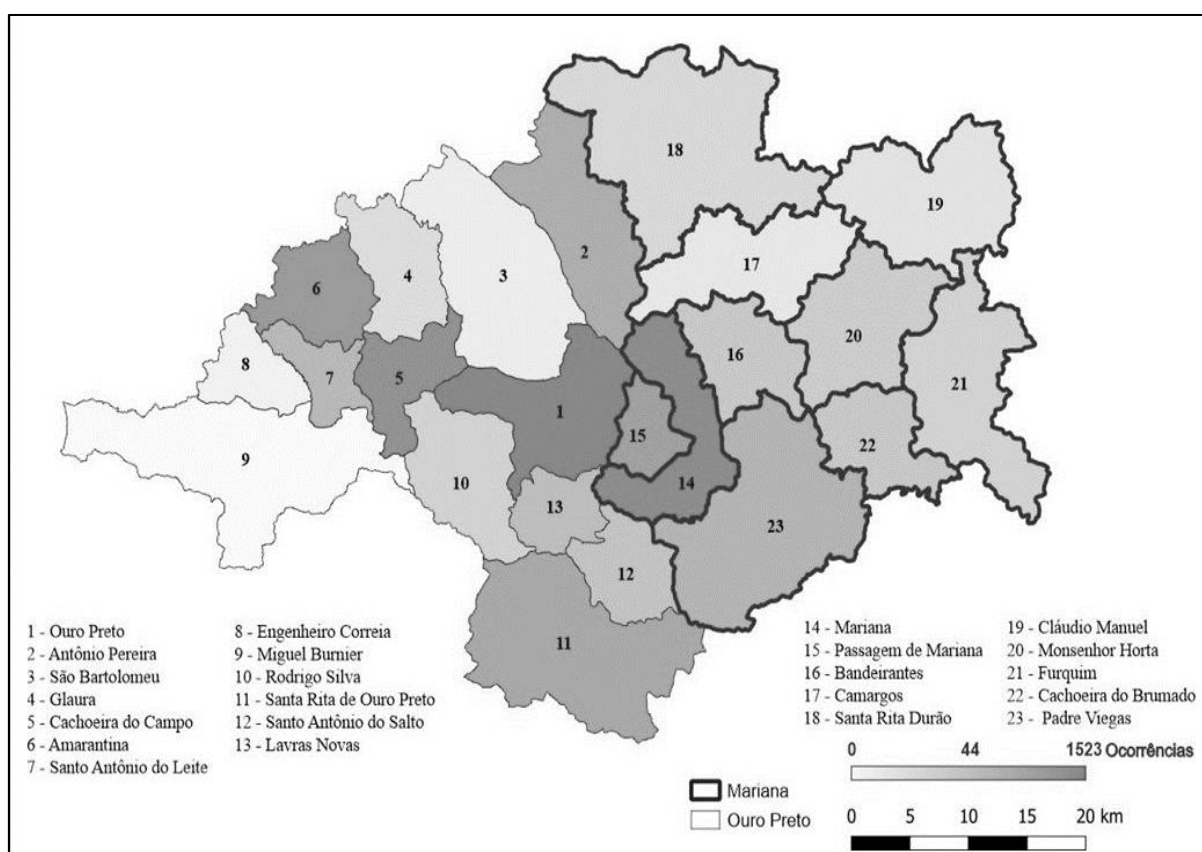 18
19
2
17
3
4
6
20
16
8
7
5
21
1
15
22
9
10
14
13
23
12
11
1 - Ouro Preto
2 - Antônio Pereira
3 - São Bartolomeu
4 - Glaura
5 - Cachoeira do Campo
6 - Amarantina
7 - Santo Antônio do Leite
8 - Engenheiro Correia
9 - Miguel Burnier
10 - Rodrigo Silva
11 - Santa Rita de Ouro Preto
12 - Santo Antônio do Salto
13 - Lavras Novas
14 - Mariana
15 - Passagem de Mariana
16 - Bandeirantes
17 - Camargos
18 - Santa Rita Durão
19 - Cláudio Manuel
20 - Monsenhor Horta
21 - Furquim
22 - Cachoeira do Brumado
23 - Padre Viegas
0 44 1523 Ocorrências
Mariana
Ouro Preto
0 5 10 15 20 km